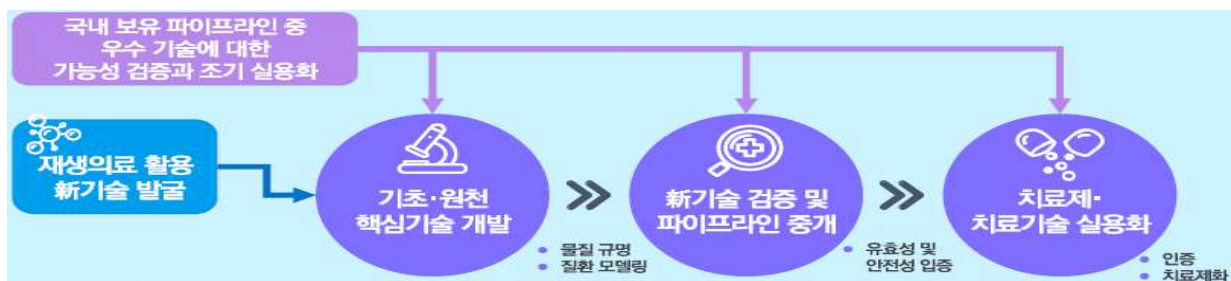 국내 보유 파이프라인 중
우수 기술에 대한
가능성 검증과 조기 실용화
재생의료 활용
新기술 발굴
기초·원천
핵심기술 개발
물질 규명
질환 모델링
新기술 검증 및
파이프라인 중개
유효성 및
안전성 입증
치료제·
치료기술 실용화
인증
치료제화